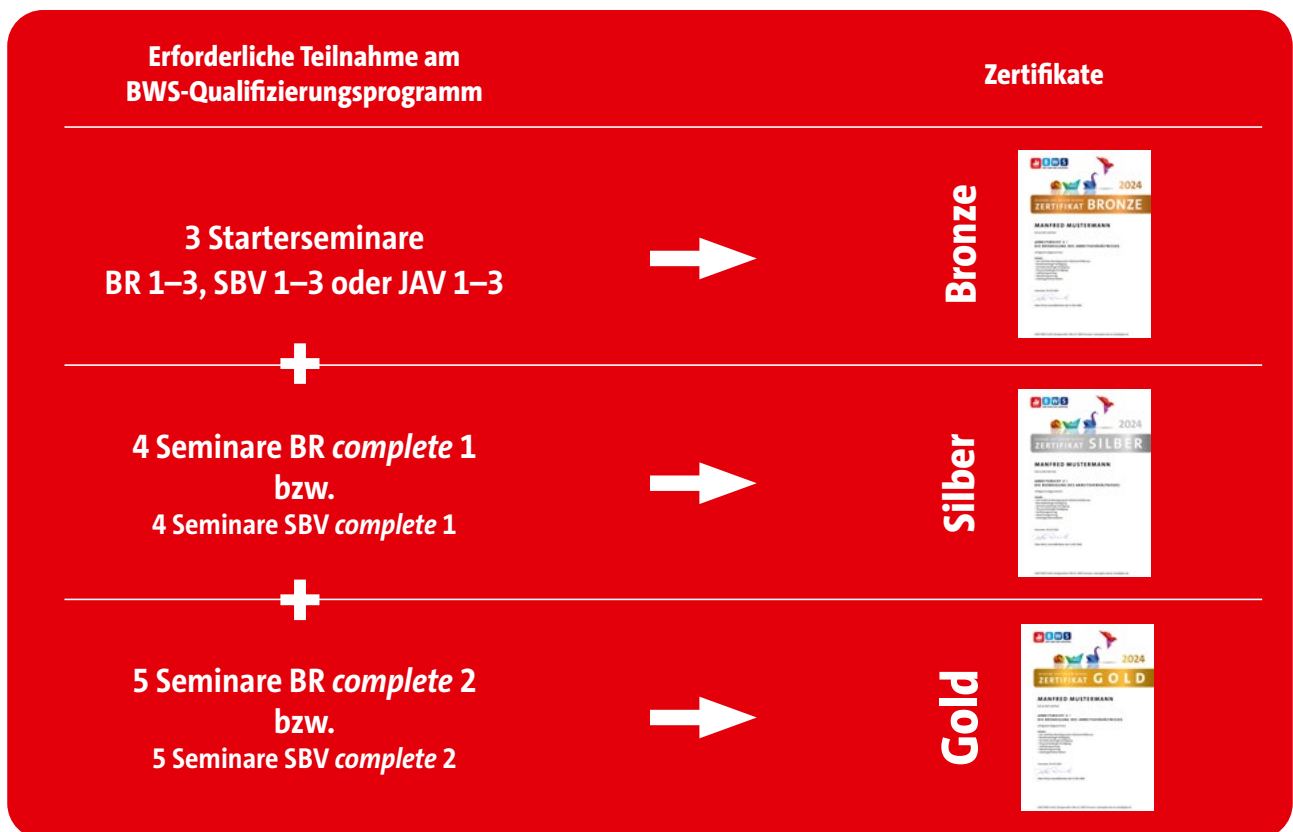 Erforderliche Teilnahme am
BWS-Qualifizierungsprogramm
Zertifikate
3 Starterseminare
BR 1–3, SBV 1–3 oder JAV 1–3
Bronze
BWS
2024
ZERTIFIKAT BRONZE
MANFRED MUSTERMANN
4 Seminare BR complete 1
bzw.
4 Seminare SBV complete 1
Silber
BWS
2024
ZERTIFIKAT SILBER
MANFRED MUSTERMANN
5 Seminare BR complete 2
bzw.
5 Seminare SBV complete 2
Gold
BWS
2024
ZERTIFIKAT GOLD
MANFRED MUSTERMANN